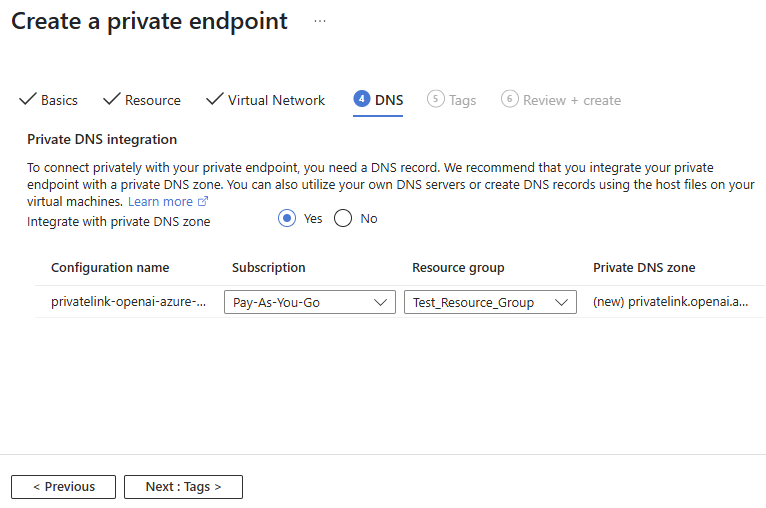 Create a private endpoint ...
Basics Resource Virtual Network 4 DNS 5 Tags 6 Review + create
Private DNS integration
To connect privately with your private endpoint, you need a DNS record. We recommend that you integrate your private
endpoint with a private DNS zone. You can also utilize your own DNS servers or create DNS records using the host files on your
virtual machines. Learn more
Integrate with private DNS zone Yes No
Configuration name Subscription Resource group Private DNS zone
privatelink-openai-azure-... Pay-As-You-Go Test_Resource_Group (new) privatelink.openai.a...
< Previous Next : Tags >